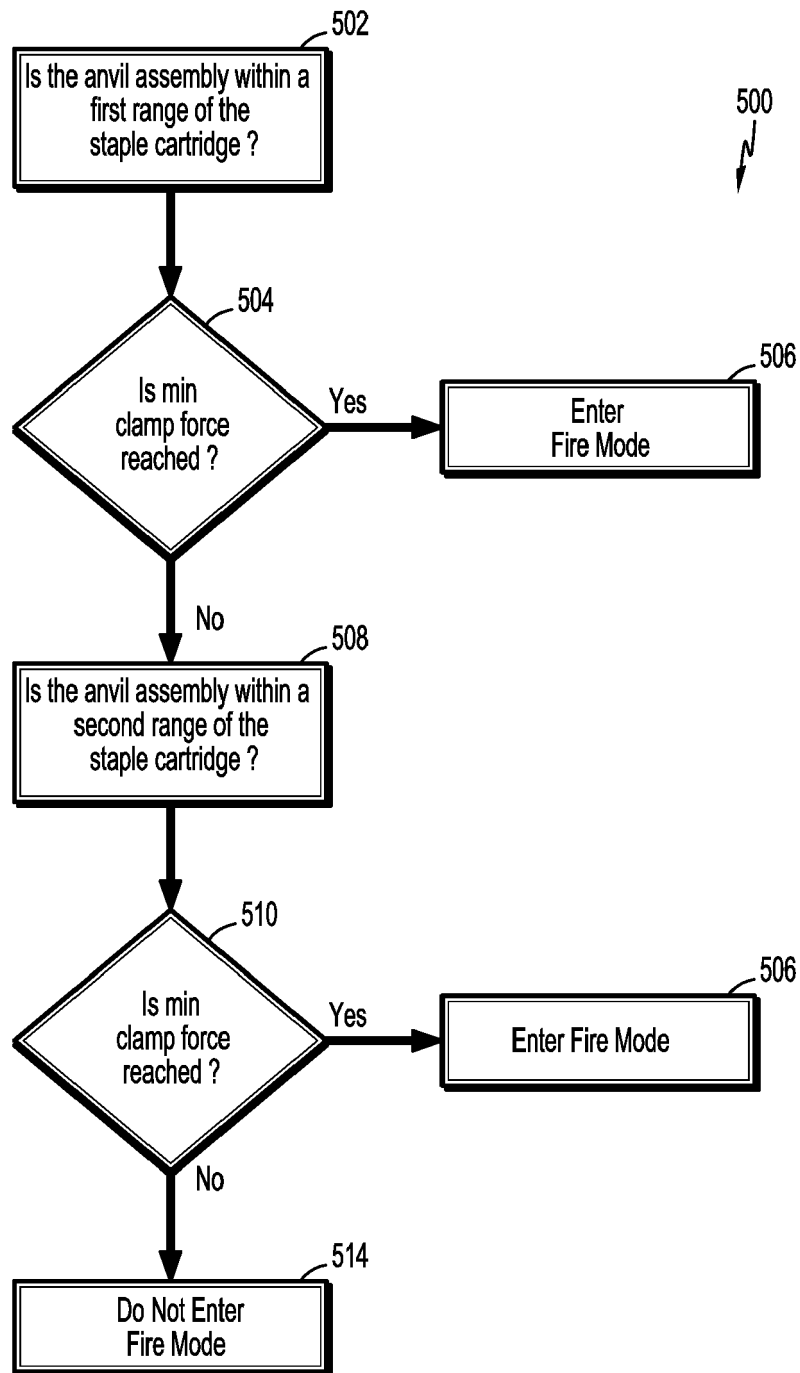 502
Is the anvil assembly within a
first range of the
staple cartridge ?
500
504
Is min
clamp force
reached ?
Yes
506
Enter
Fire Mode
No
508
Is the anvil assembly within a
second range of the
staple cartridge ?
510
Is min
clamp force
reached ?
Yes
506
Enter Fire Mode
No
514
Do Not Enter
Fire Mode